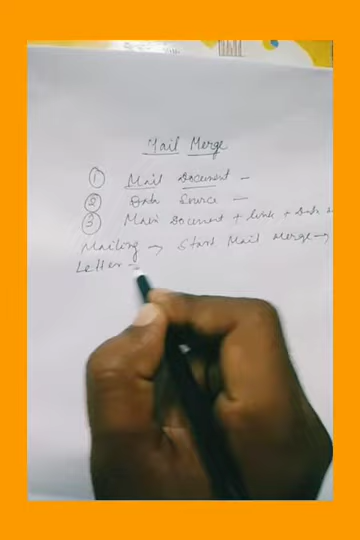 Mail Merge
① Mail Document -
② Data Source -
③ Main Document + link + Data +
Mailing → Start Mail Merge →
Letter -